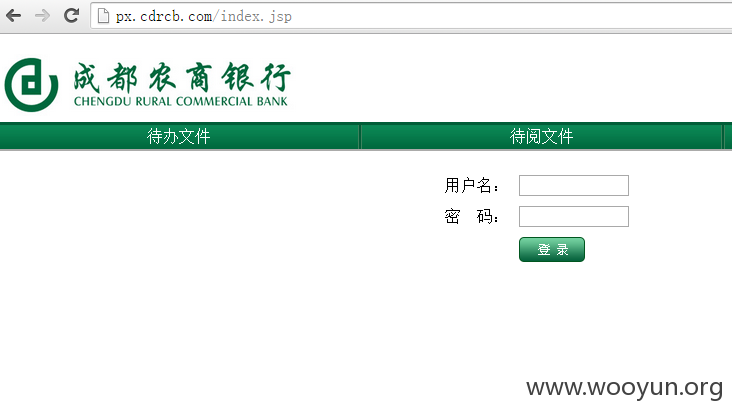 px.cdrcb.com/index.jsp
成都农商银行
CHENGDU RURAL COMMERCIAL BANK
待办文件 待阅文件
用户名：
密 码：
登 录
www.wooyun.org